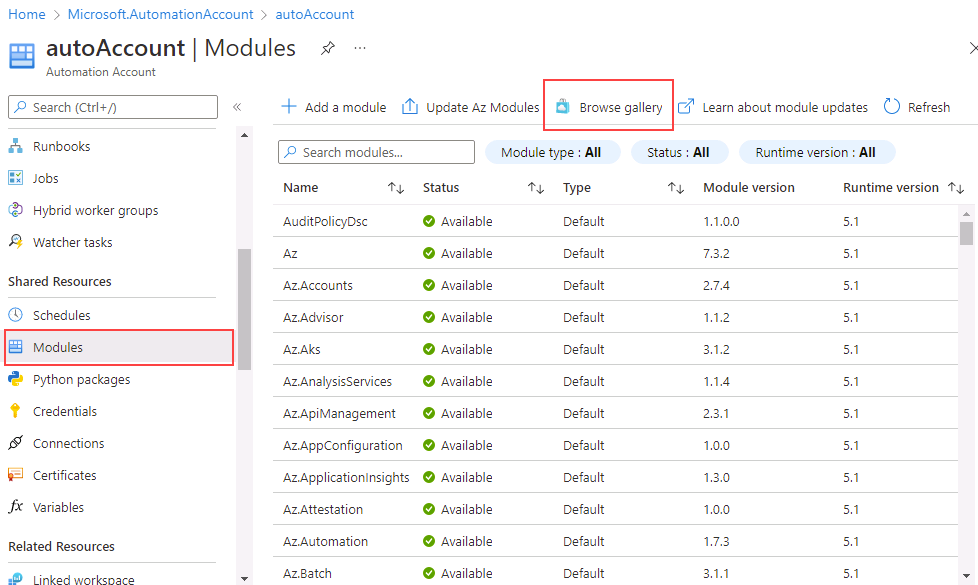 Home > Microsoft.AutomationAccount > autoAccount
autoAccount | Modules ...
Automation Account
Search (Ctrl+/) «
Runbooks
Jobs
Hybrid worker groups
Watcher tasks
Shared Resources
Schedules
Modules
Python packages
Credentials
Connections
Certificates
Variables
Related Resources
Linked workspace
Add a module Update Az Modules Browse gallery Learn about module updates Refresh
Search modules... Module type : All Status : All Runtime version : All
Name Status Type Module version Runtime version
AuditPolicyDsc Available Default 1.1.0.0 5.1
Az Available Default 7.3.2 5.1
Az.Accounts Available Default 2.7.4 5.1
Az.Advisor Available Default 1.1.2 5.1
Az.Aks Available Default 3.1.2 5.1
Az.AnalysisServices Available Default 1.1.4 5.1
Az.ApiManagement Available Default 2.3.1 5.1
Az.AppConfiguration Available Default 1.0.0 5.1
Az.ApplicationInsights Available Default 1.3.0 5.1
Az.Attestation Available Default 1.0.0 5.1
Az.Automation Available Default 1.7.3 5.1
Az.Batch Available Default 3.1.1 5.1